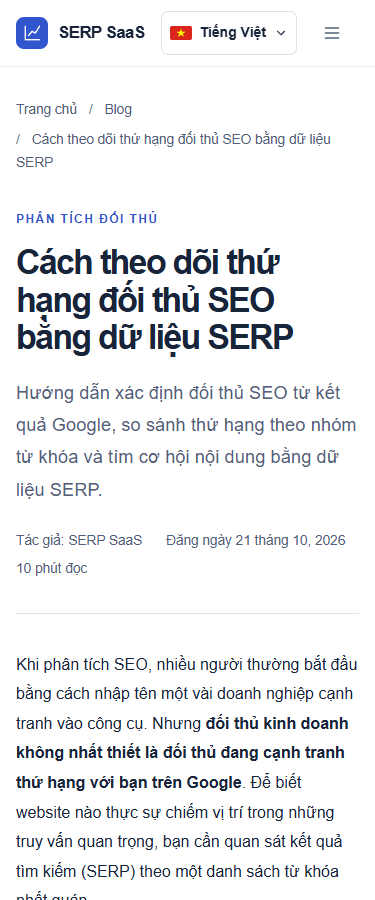 SERP SaaS
Tiếng Việt
Trang chủ / Blog
/ Cách theo dõi thứ hạng đối thủ SEO bằng dữ liệu
SERP
PHÂN TÍCH ĐỐI THỦ
Cách theo dõi thứ
hạng đối thủ SEO
bằng dữ liệu SERP
Hướng dẫn xác định đối thủ SEO từ kết
quả Google, so sánh thứ hạng theo nhóm
từ khóa và tìm cơ hội nội dung bằng dữ
liệu SERP.
Tác giả: SERP SaaS Đăng ngày 21 tháng 10, 2026
10 phút đọc
Khi phân tích SEO, nhiều người thường bắt đầu
bằng cách nhập tên một vài doanh nghiệp cạnh
tranh vào công cụ. Nhưng đối thủ kinh doanh
không nhất thiết là đối thủ đang cạnh tranh
thứ hạng với bạn trên Google. Để biết
website nào thực sự chiếm vị trí trong những
truy vấn quan trọng, bạn cần quan sát kết quả
tìm kiếm (SERP) theo một danh sách từ khóa
nhất quán